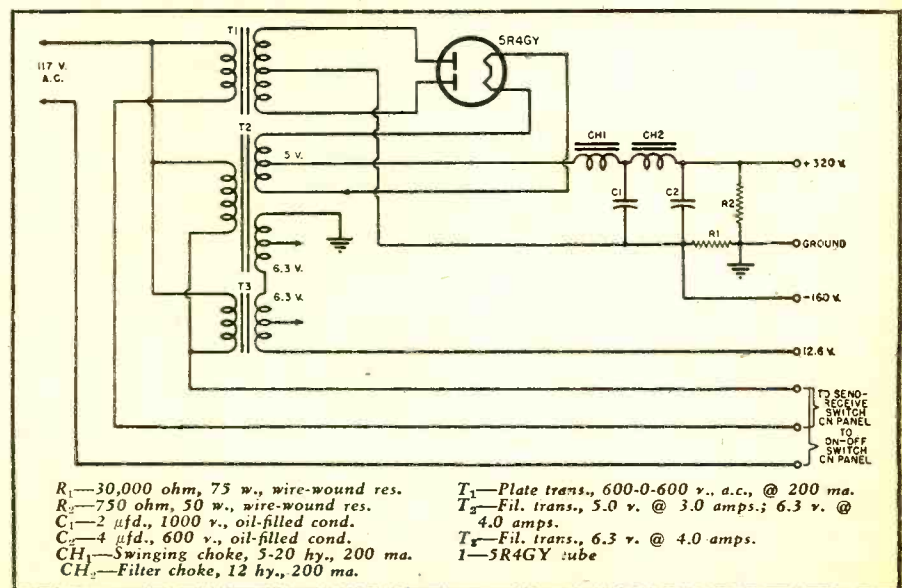 T1
5R4GY
117 V.
A.C.
T2
5 V.
CH1
CH2
+320 V.
C1
C2
R2
R1
GROUND
6.3 V.
6.3 V.
T3
-160 V.
12.6 V.
TO SEND-
RECEIVE
SWITCH
ON PANEL
TO
ON-OFF
SWITCH
ON PANEL
R₁—30,000 ohm, 75 w., wire-wound res.
R₂—750 ohm, 50 w., wire-wound res.
C₁—2 µfd., 1000 v., oil-filled cond.
C₂—4 µfd., 600 v., oil-filled cond.
CH₁—Swinging choke, 5-20 hy., 200 ma.
CH₂—Filter choke, 12 hy., 200 ma.
T₁—Plate trans., 600-0-600 v., a.c., @ 200 ma.
T₂—Fil. trans., 5.0 v. @ 3.0 amps.; 6.3 v. @
4.0 amps.
T₃—Fil. trans., 6.3 v. @ 4.0 amps.
1—5R4GY tube